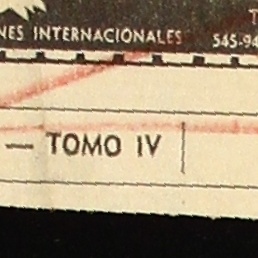 NES INTERNACIONALES 545-94
— TOMO IV